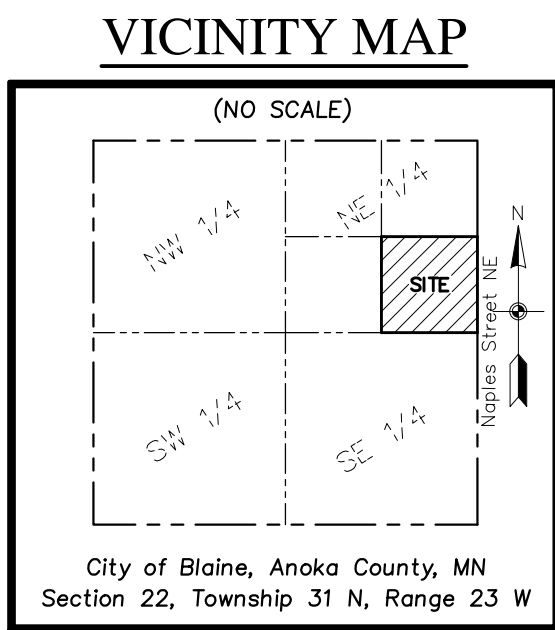 VICINITY MAP
(NO SCALE)
NW 1/4
NE 1/4
N
SITE
Naples Street NE
SW 1/4
SE 1/4
City of Blaine, Anoka County, MN
Section 22, Township 31 N, Range 23 W